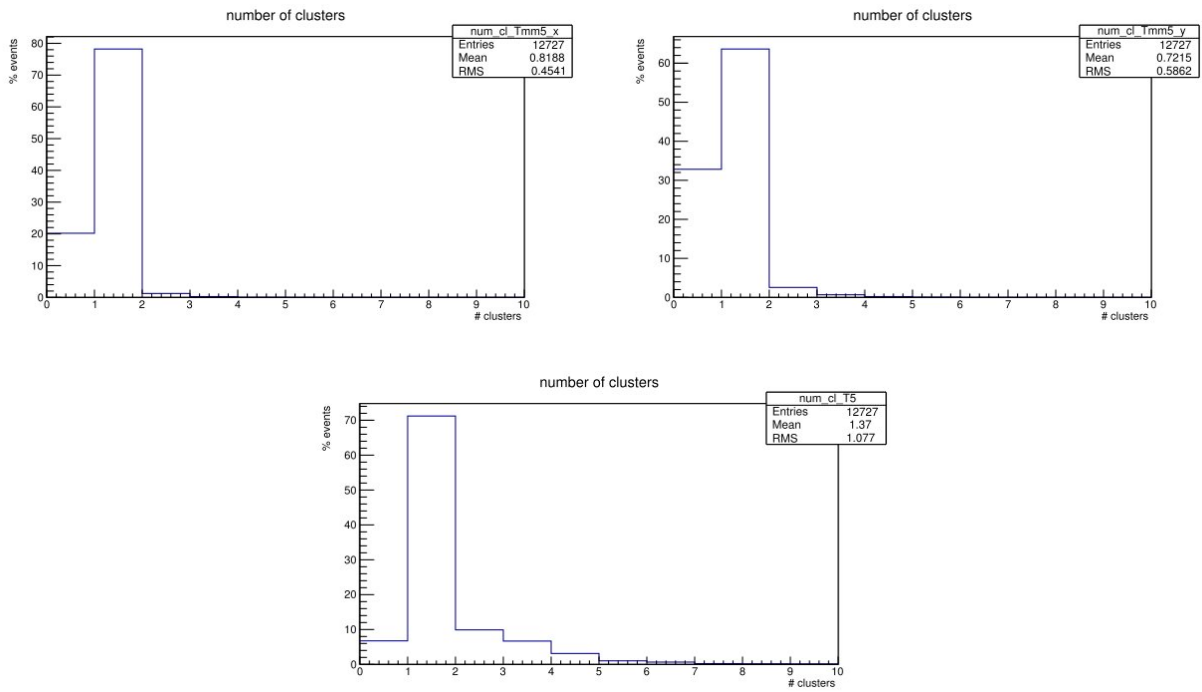 number of clusters
num_cl_Tmm5_x
Entries 12727
Mean 0.8188
RMS 0.4541
% events
80
70
60
50
40
30
20
10
0
0 1 2 3 4 5 6 7 8 9 10
# clusters
number of clusters
num_cl_Tmm5_y
Entries 12727
Mean 0.7215
RMS 0.5862
% events
60
50
40
30
20
10
0
0 1 2 3 4 5 6 7 8 9 10
# clusters
number of clusters
num_cl_T5
Entries 12727
Mean 1.37
RMS 1.077
% events
70
60
50
40
30
20
10
0
0 1 2 3 4 5 6 7 8 9 10
# clusters